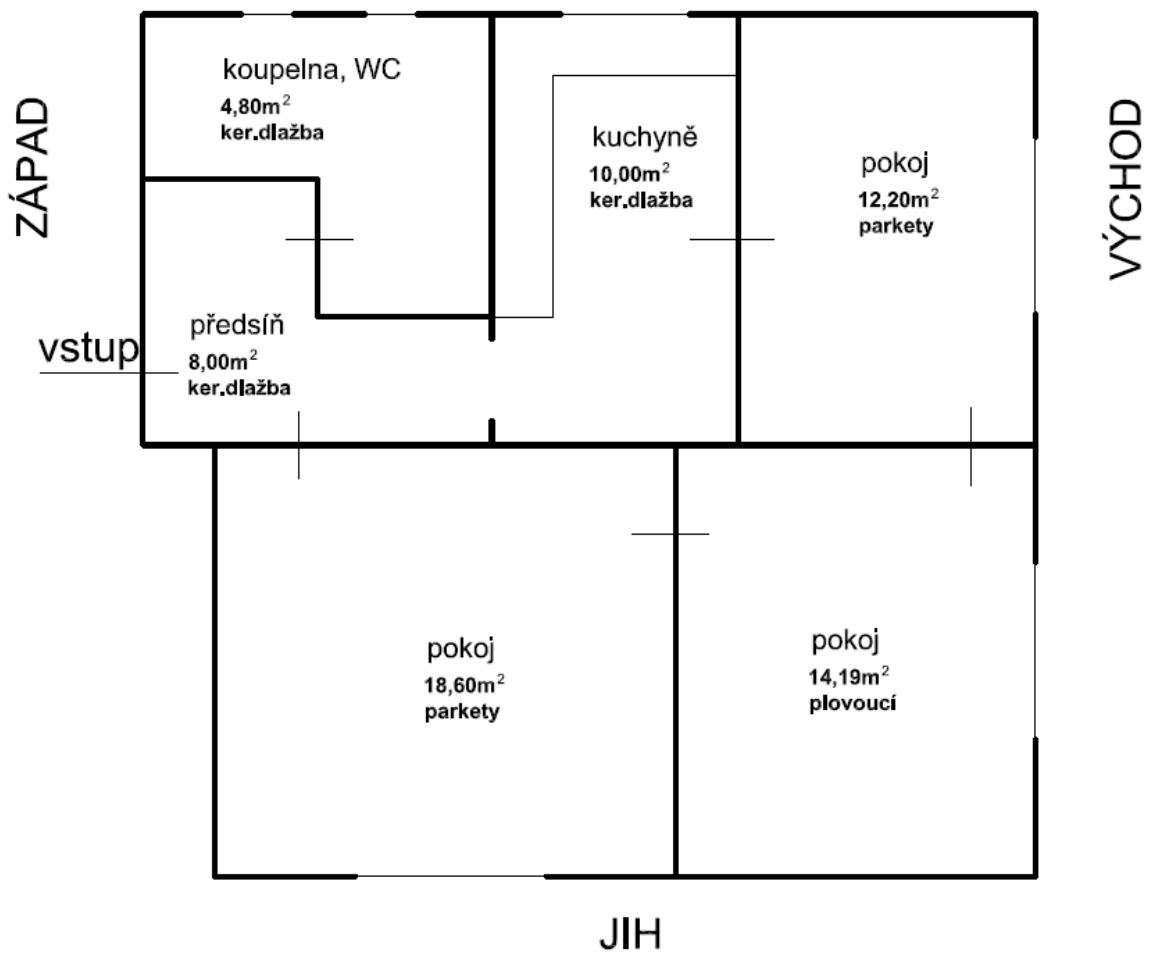 koupelna, WC
4,80m²
ker.dlažba
ZÁPAD
kuchyně
10,00m²
ker.dlažba
pokoj
12,20m²
parkety
VÝCHOD
předsíň
8,00m²
ker.dlažba
vstup
pokoj
18,60m²
parkety
pokoj
14,19m²
plovoucí
JIH